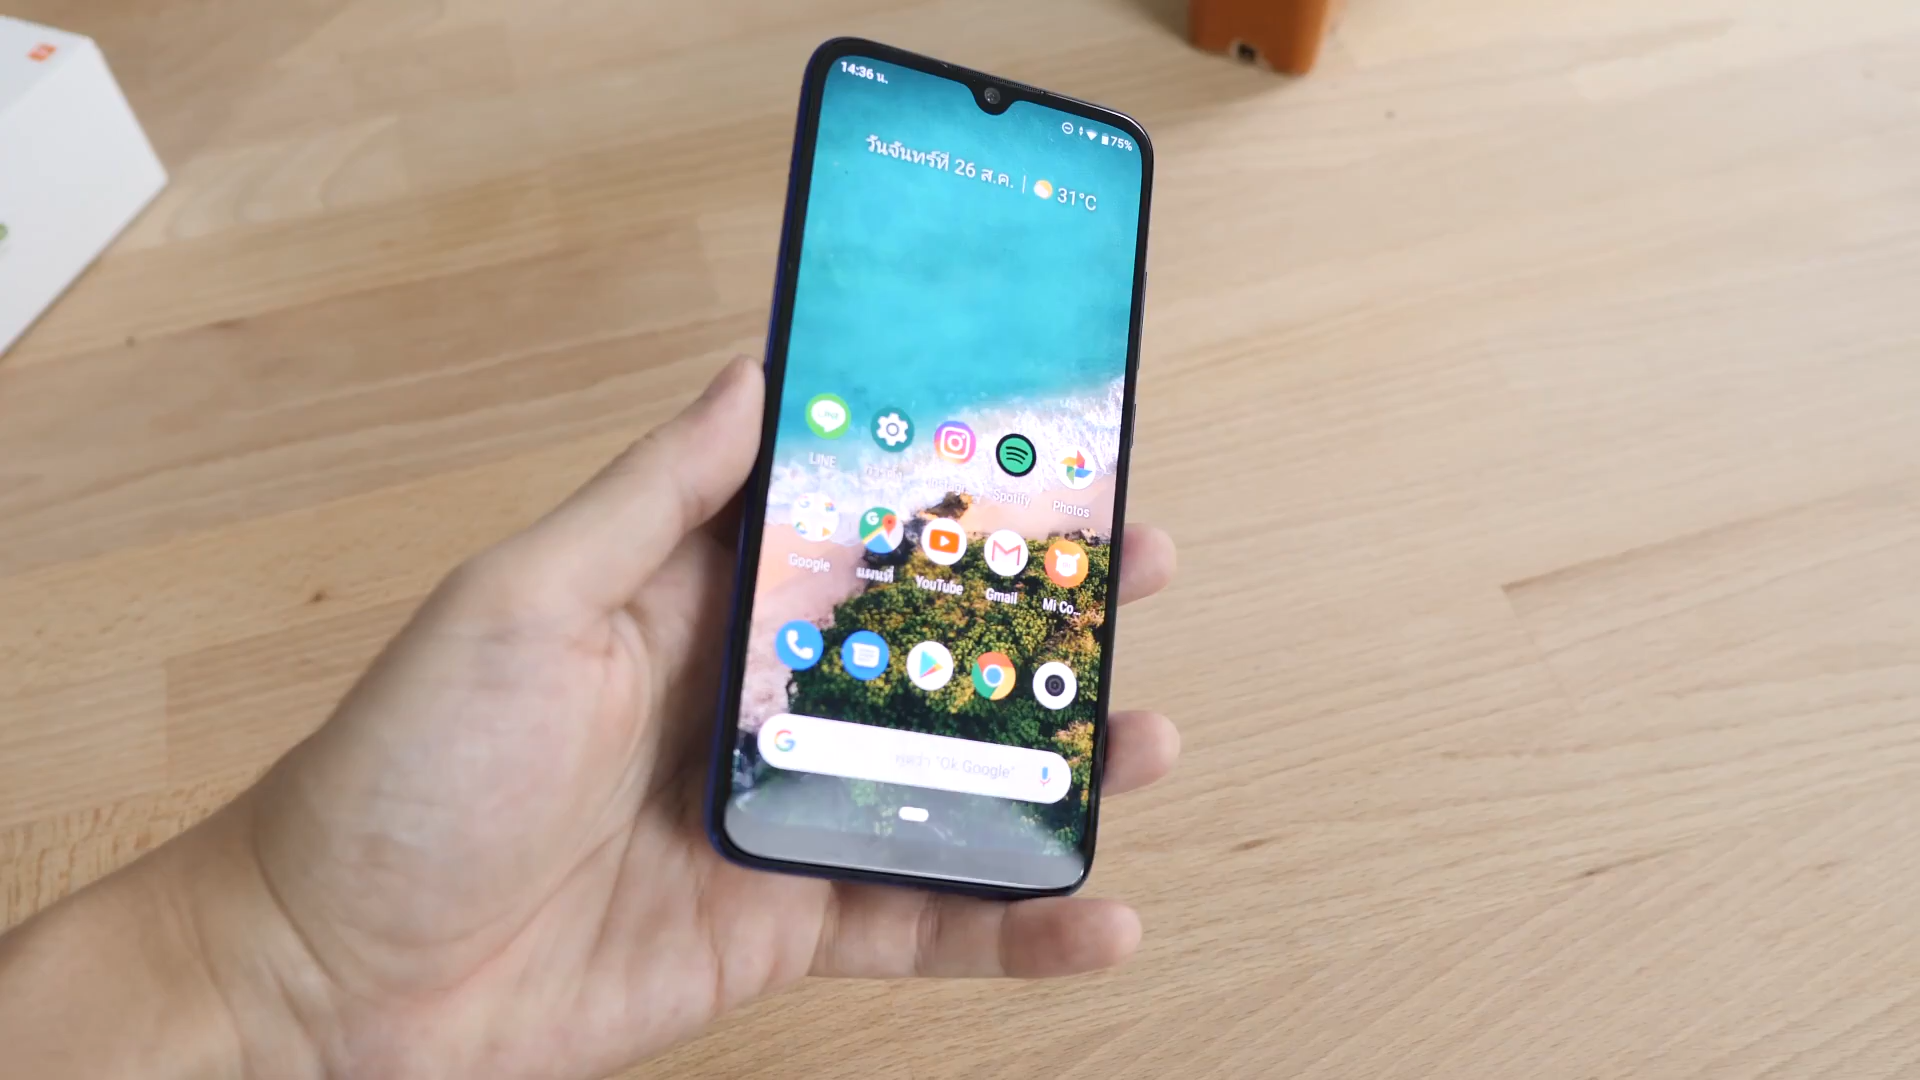 14:36 น.
75%
วันจันทร์ที่ 26 ส.ค. | 31°C
LINE
Spotify
Photos
Google
แผนที่
YouTube
Gmail
Mi Co...
"Ok Google"